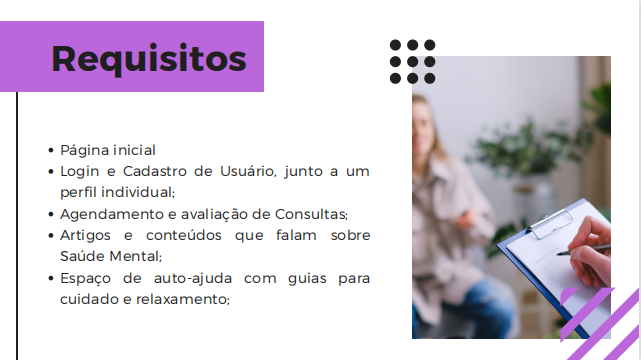 Requisitos
• Página inicial
• Login e Cadastro de Usuário, junto a um
perfil individual;
• Agendamento e avaliação de Consultas;
• Artigos e conteúdos que falam sobre
Saúde Mental;
• Espaço de auto-ajuda com guias para
cuidado e relaxamento;